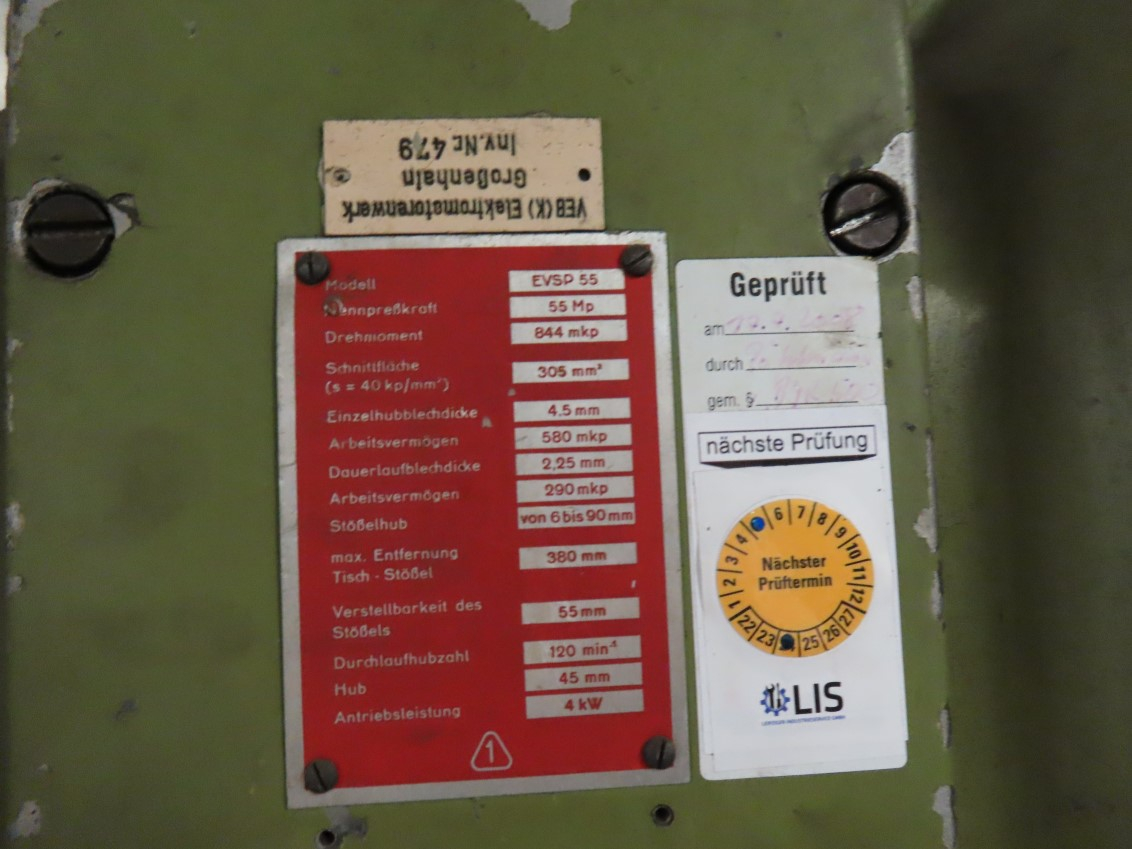 VEB (K) Elektromotorenwerk
Großenhain
Inv.Nr. 479
Modell EVSP 55
Nennpreßkraft 55 Mp
Drehmoment 844 mkp
Schnittfläche
(s = 40 kp/mm²) 305 mm²
Einzelhubblechdicke 4.5 mm
Arbeitsvermögen 580 mkp
Dauerlaufblechdicke 2,25 mm
Arbeitsvermögen 290 mkp
Stößelhub von 6 bis 90 mm
max. Entfernung
Tisch - Stößel 380 mm
Verstellbarkeit des
Stößels 55 mm
Durchlaufhubzahl 120 min⁻¹
Hub 45 mm
Antriebsleistung 4 kW
1
Geprüft
am
durch
gem. §
nächste Prüfung
1 2 3 4 6 7 8 9 10 11 12
Nächster
Prüftermin
22 23 24 25 26 27
LIS
LEIPZIGER INDUSTRIESERVICE GMBH